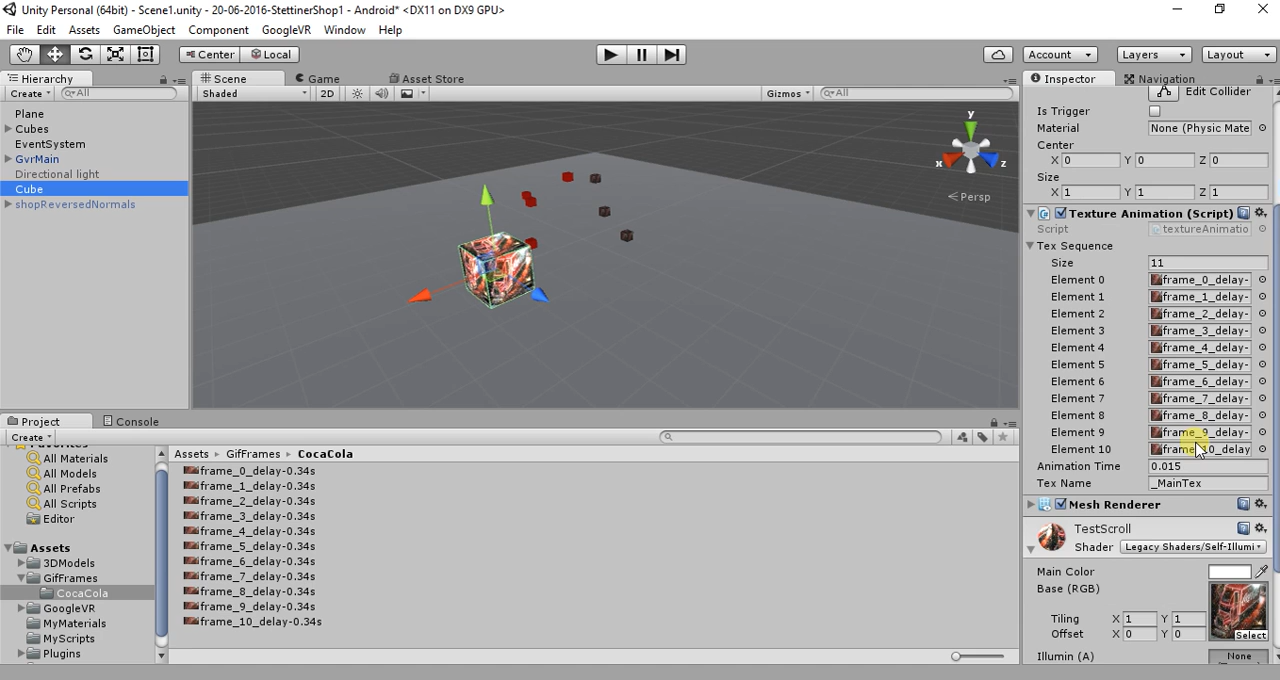 Unity Personal (64bit) - Scene1.unity - 20-06-2016-StettinerShop1 - Android* <DX11 on DX9 GPU>
File Edit Assets GameObject Component GoogleVR Window Help
Center Local Account Layers Layout
Hierarchy
Create All
Plane
Cubes
EventSystem
GvrMain
Directional light
Cube
shopReversedNormals
Scene Game Asset Store
Shaded 2D Gizmos All
y
x
z
Persp
Project Console
Create
Favorites
All Materials
All Models
All Prefabs
All Scripts
Editor
Assets
3DModels
GifFrames
CocaCola
GoogleVR
MyMaterials
MyScripts
Plugins
Assets GifFrames CocaCola
frame_0_delay-0.34s
frame_1_delay-0.34s
frame_2_delay-0.34s
frame_3_delay-0.34s
frame_4_delay-0.34s
frame_5_delay-0.34s
frame_6_delay-0.34s
frame_7_delay-0.34s
frame_8_delay-0.34s
frame_9_delay-0.34s
frame_10_delay-0.34s
Inspector Navigation
Edit Collider
Is Trigger
Material None (Physic Mate
Center
X 0 Y 0 Z 0
Size
X 1 Y 1 Z 1
Texture Animation (Script)
Script textureAnimatio
Tex Sequence
Size 11
Element 0 frame_0_delay-
Element 1 frame_1_delay-
Element 2 frame_2_delay-
Element 3 frame_3_delay-
Element 4 frame_4_delay-
Element 5 frame_5_delay-
Element 6 frame_6_delay-
Element 7 frame_7_delay-
Element 8 frame_8_delay-
Element 9 frame_9_delay-
Element 10 frame_10_delay
Animation Time 0.015
Tex Name _MainTex
Mesh Renderer
TestScroll
Shader Legacy Shaders/Self-Illumi
Main Color
Base (RGB)
Tiling X 1 Y 1
Offset X 0 Y 0
Select
Illumin (A) None